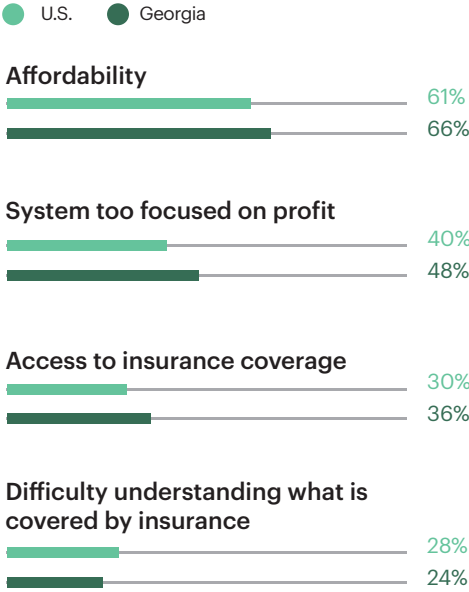 U.S. Georgia
Affordability
61%
66%
System too focused on profit
40%
48%
Access to insurance coverage
30%
36%
Difficulty understanding what is
covered by insurance
28%
24%